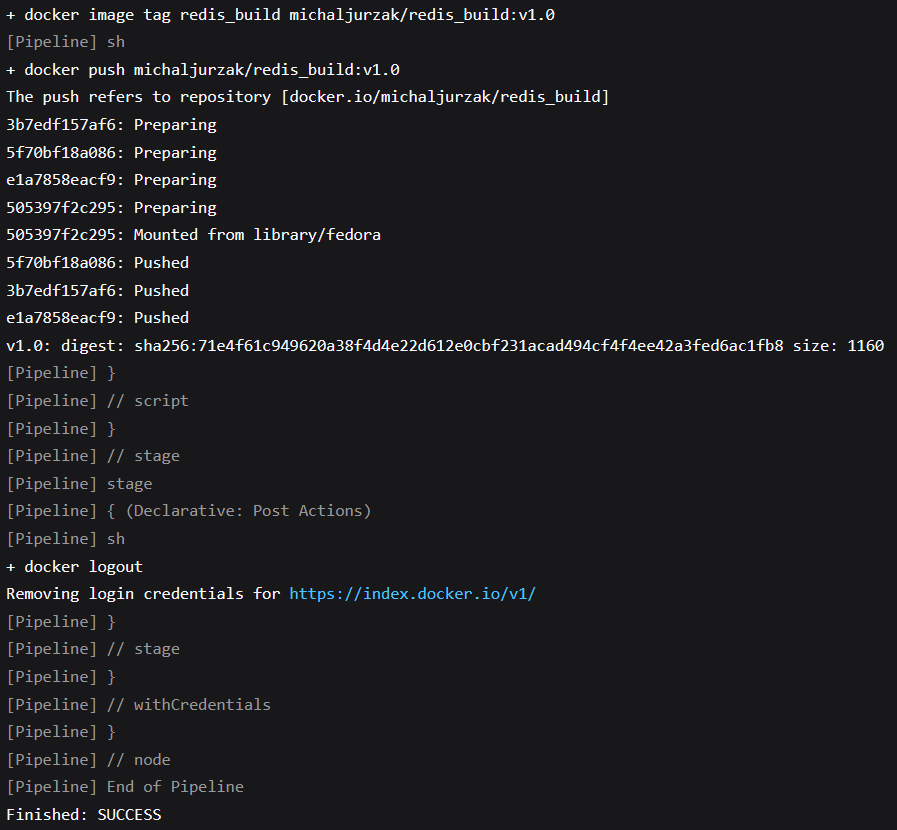 + docker image tag redis_build michaljurzak/redis_build:v1.0
[Pipeline] sh
+ docker push michaljurzak/redis_build:v1.0
The push refers to repository [docker.io/michaljurzak/redis_build]
3b7edf157af6: Preparing
5f70bf18a086: Preparing
e1a7858eacf9: Preparing
505397f2c295: Preparing
505397f2c295: Mounted from library/fedora
5f70bf18a086: Pushed
3b7edf157af6: Pushed
e1a7858eacf9: Pushed
v1.0: digest: sha256:71e4f61c949620a38f4d4e22d612e0cbf231acad494cf4f4ee42a3fed6ac1fb8 size: 1160
[Pipeline] }
[Pipeline] // script
[Pipeline] }
[Pipeline] // stage
[Pipeline] stage
[Pipeline] { (Declarative: Post Actions)
[Pipeline] sh
+ docker logout
Removing login credentials for https://index.docker.io/v1/
[Pipeline] }
[Pipeline] // stage
[Pipeline] }
[Pipeline] // withCredentials
[Pipeline] }
[Pipeline] // node
[Pipeline] End of Pipeline
Finished: SUCCESS